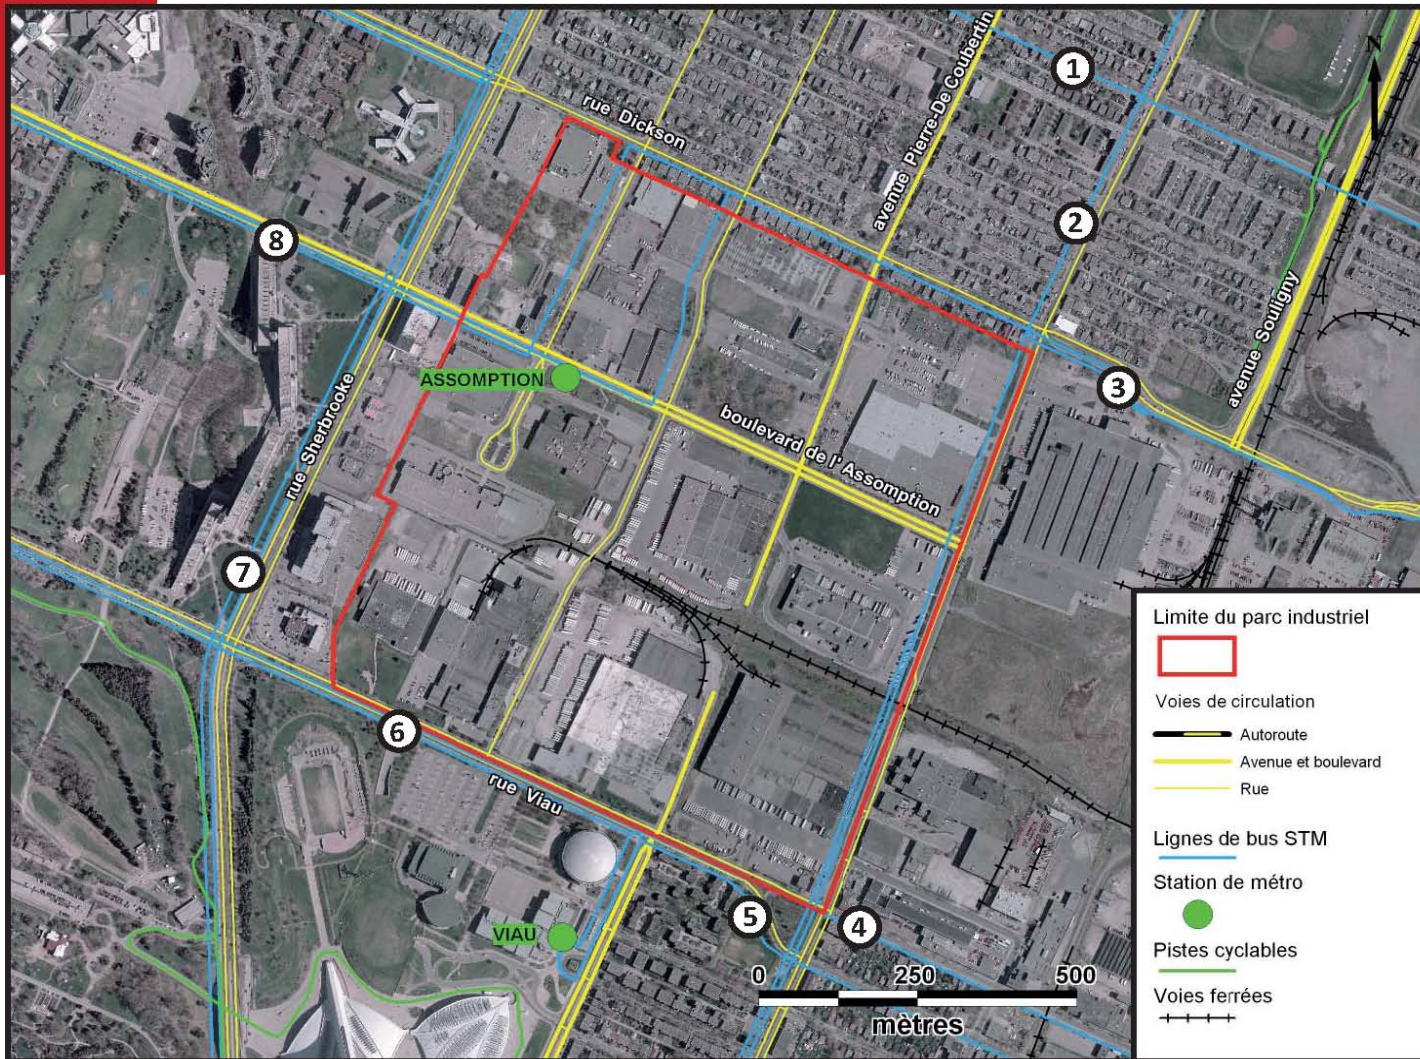 N
1
rue Dickson
avenue Pierre-De Coubertin
2
8
avenue Souligny
ASSOMPTION
3
rue Sherbrooke
boulevard de l'Assomption
7
6
rue Viau
VIAU
5
4
0 250 500
mètres
Limite du parc industriel
Voies de circulation
Autoroute
Avenue et boulevard
Rue
Lignes de bus STM
Station de métro
Pistes cyclables
Voies ferrées